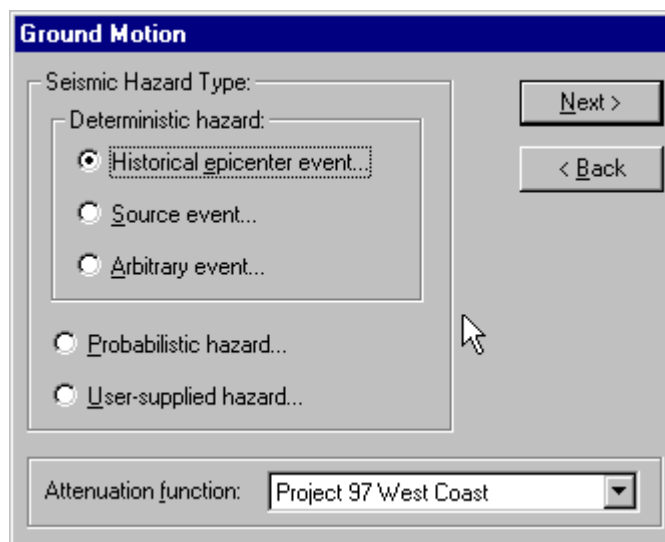 Ground Motion
Seismic Hazard Type:
Deterministic hazard:
Historical epicenter event...
Source event...
Arbitrary event...
Probabilistic hazard...
User-supplied hazard...
Next >
< Back
Attenuation function: Project 97 West Coast